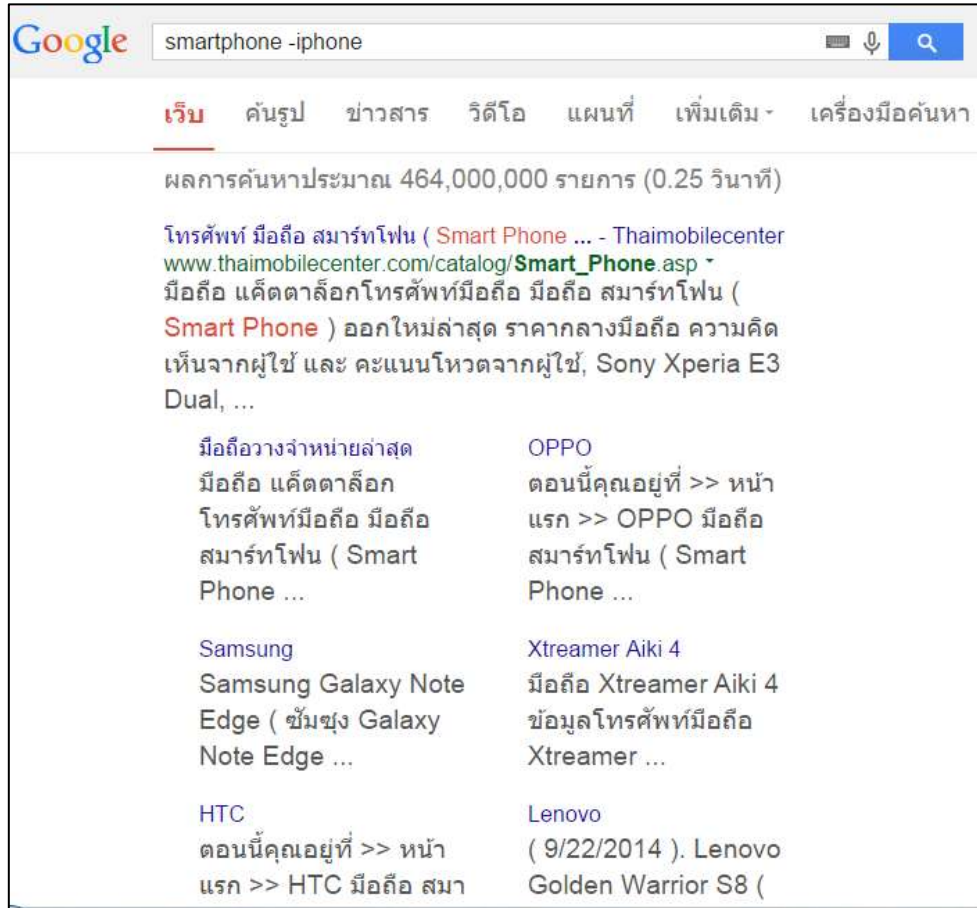 Google smartphone -iphone
เว็บ ค้นรูป ข่าวสาร วิดีโอ แผนที่ เพิ่มเติม เครื่องมือค้นหา
ผลการค้นหาประมาณ 464,000,000 รายการ (0.25 วินาที)
โทรศัพท์ มือถือ สมาร์ทโฟน ( Smart Phone ... - Thaimobilecenter
www.thaimobilecenter.com/catalog/Smart_Phone.asp
มือถือ แค็ตตาล็อกโทรศัพท์มือถือ มือถือ สมาร์ทโฟน (
Smart Phone ) ออกใหม่ล่าสุด ราคากลางมือถือ ความคิด
เห็นจากผู้ใช้ และ คะแนนโหวตจากผู้ใช้, Sony Xperia E3
Dual, ...
มือถือวางจำหน่ายล่าสุด
มือถือ แค็ตตาล็อก
โทรศัพท์มือถือ มือถือ
สมาร์ทโฟน ( Smart
Phone ...
OPPO
ตอนนี้คุณอยู่ที่ >> หน้า
แรก >> OPPO มือถือ
สมาร์ทโฟน ( Smart
Phone ...
Samsung
Samsung Galaxy Note
Edge ( ซัมซุง Galaxy
Note Edge ...
Xtreamer Aiki 4
มือถือ Xtreamer Aiki 4
ข้อมูลโทรศัพท์มือถือ
Xtreamer ...
HTC
ตอนนี้คุณอยู่ที่ >> หน้า
แรก >> HTC มือถือ สมา
Lenovo
( 9/22/2014 ). Lenovo
Golden Warrior S8 (